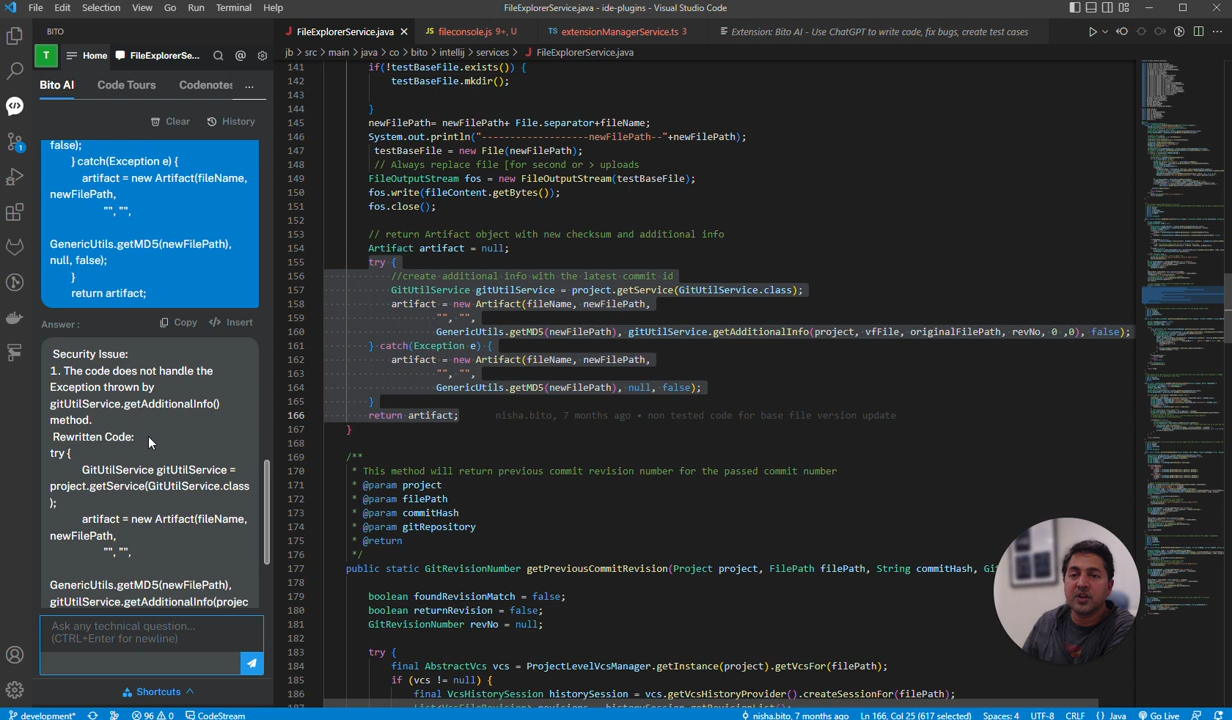 File Edit Selection View Go Run Terminal Help
FileExplorerService.java - ide-plugins - Visual Studio Code
BITO
T Home FileExplorerSe...
Bito AI Code Tours Codenotes ...
Clear History
false);
} catch(Exception e) {
artifact = new Artifact(fileName,
newFilePath,
"", "",
GenericUtils.getMD5(newFilePath),
null, false);
}
return artifact;
Answer :
Copy Insert
Security Issue:
1. The code does not handle the
Exception thrown by
gitUtilService.getAdditionalInfo()
method.
Rewritten Code:
try {
GitUtilService gitUtilService =
project.getService(GitUtilService.class
);
artifact = new Artifact(fileName,
newFilePath,
"", "",
GenericUtils.getMD5(newFilePath),
gitUtilService.getAdditionalInfo(projec
Ask any technical question...
(CTRL+Enter for newline)
Shortcuts
FileExplorerService.java
JS fileconsole.js 9+, U
TS extensionManagerService.ts 3
Extension: Bito AI - Use ChatGPT to write code, fix bugs, create test cases
jb > src > main > java > co > bito > intellij > services > FileExplorerService.java
141 if(!testBaseFile.exists()) {
142 testBaseFile.mkdir();
143
144 }
145 newFilePath= newFilePath+ File.separator+fileName;
146 System.out.println("-------------------newFilePath--"+newFilePath);
147 testBaseFile = new File(newFilePath);
148 // Always replace file [for second or > uploads
149 FileOutputStream fos = new FileOutputStream(testBaseFile);
150 fos.write(fileContent.getBytes());
151 fos.close();
152
153 // return Artifact object with new checksum and additional info
154 Artifact artifact = null;
155 try {
156 //create additional info with the latest commit id
157 GitUtilService gitUtilService = project.getService(GitUtilService.class);
158 artifact = new Artifact(fileName, newFilePath,
159 "", "",
160 GenericUtils.getMD5(newFilePath), gitUtilService.getAdditionalInfo(project, vfFile, originalFilePath, revNo, 0 ,0), false);
161 } catch(Exception e) {
162 artifact = new Artifact(fileName, newFilePath,
163 "", "",
164 GenericUtils.getMD5(newFilePath), null, false);
165 }
166 return artifact; nisha.bito, 7 months ago • non tested code for base file version update
167 }
168
169 /**
170 * This method will return previous commit revision number for the passed commit number
171 * @param project
172 * @param filePath
173 * @param commitHash
174 * @param gitRepository
175 * @return
176 */
177 public static GitRevisionNumber getPreviousCommitRevision(Project project, FilePath filePath, String commitHash, Gi
178
179 boolean foundRevisionMatch = false;
180 boolean returnRevision = false;
181 GitRevisionNumber revNo = null;
182
183 try {
184 final AbstractVcs vcs = ProjectLevelVcsManager.getInstance(project).getVcsFor(filePath);
185 if (vcs != null) {
186 final VcsHistorySession historySession = vcs.getVcsHistoryProvider().createSessionFor(filePath);
development* 96 0 CodeStream
nisha.bito, 7 months ago Ln 166, Col 25 (617 selected) Spaces: 4 UTF-8 CRLF {} Java Go Live